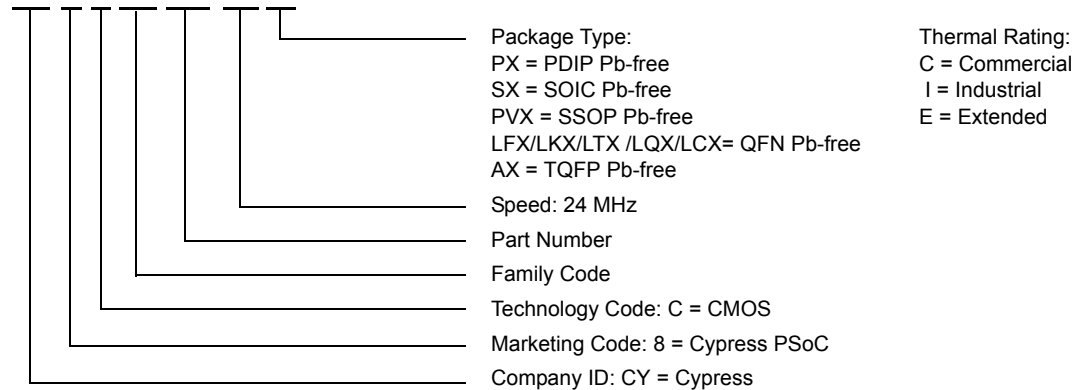 Package Type:
PX = PDIP Pb-free
SX = SOIC Pb-free
PVX = SSOP Pb-free
LFX/LKX/LTX /LQX/LCX= QFN Pb-free
AX = TQFP Pb-free
Thermal Rating:
C = Commercial
I = Industrial
E = Extended
Speed: 24 MHz
Part Number
Family Code
Technology Code: C = CMOS
Marketing Code: 8 = Cypress PSoC
Company ID: CY = Cypress